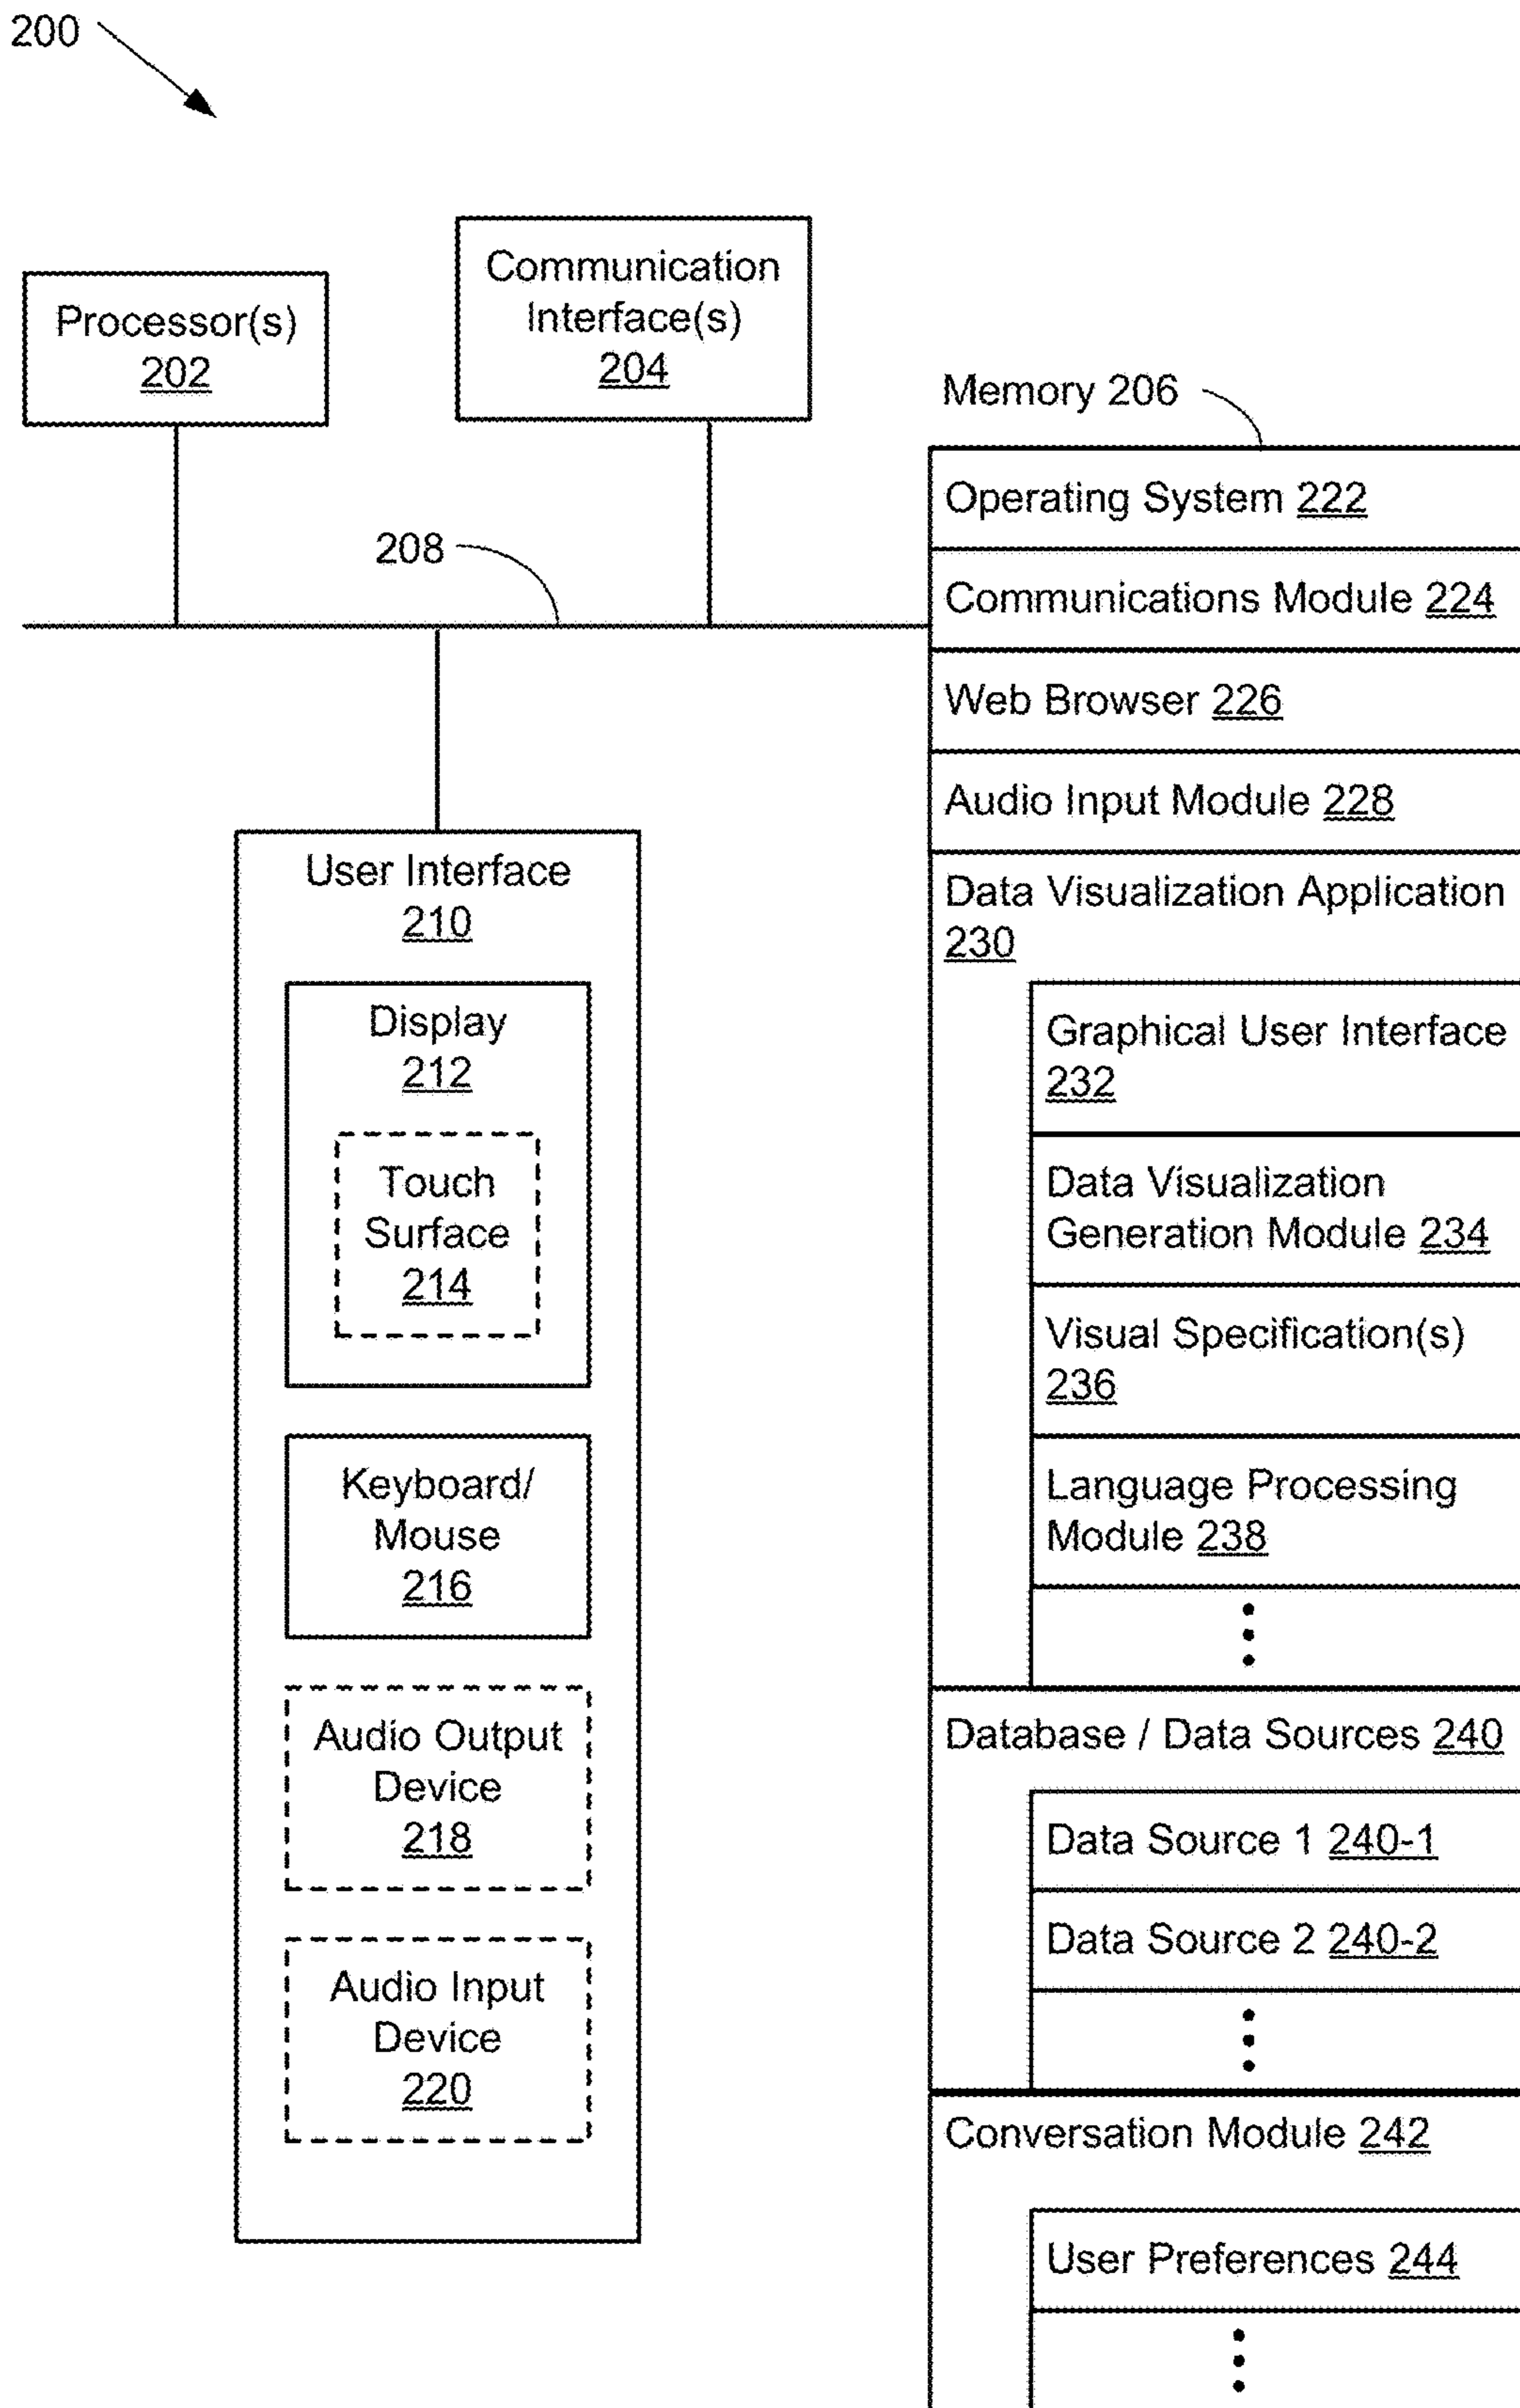 200
Processor(s)
202
Communication
Interface(s)
204
208
Memory 206
Operating System 222
Communications Module 224
Web Browser 226
Audio Input Module 228
Data Visualization Application
230
Graphical User Interface
232
Data Visualization
Generation Module 234
Visual Specification(s)
236
Language Processing
Module 238
Database / Data Sources 240
Data Source 1 240-1
Data Source 2 240-2
Conversation Module 242
User Preferences 244
User Interface
210
Display
212
Touch
Surface
214
Keyboard/
Mouse
216
Audio Output
Device
218
Audio Input
Device
220